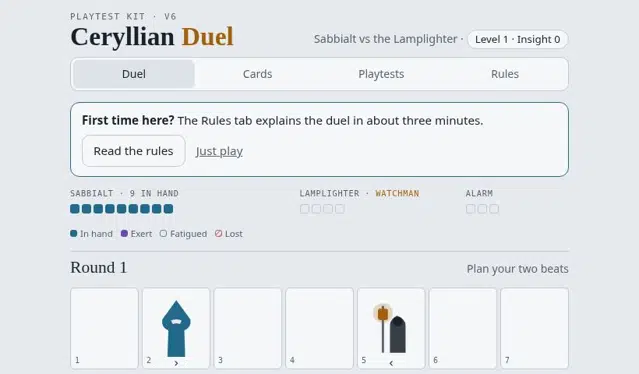 PLAYTEST KIT · V6
Ceryllian Duel
Sabbialt vs the Lamplighter · Level 1 · Insight 0
Duel Cards Playtests Rules
First time here? The Rules tab explains the duel in about three minutes.
Read the rules Just play
SABBIALT · 9 IN HAND LAMPLIGHTER · WATCHMAN ALARM
In hand Exert Fatigued Lost
Round 1 Plan your two beats
1 2 › 3 4 5 ‹ 6 7